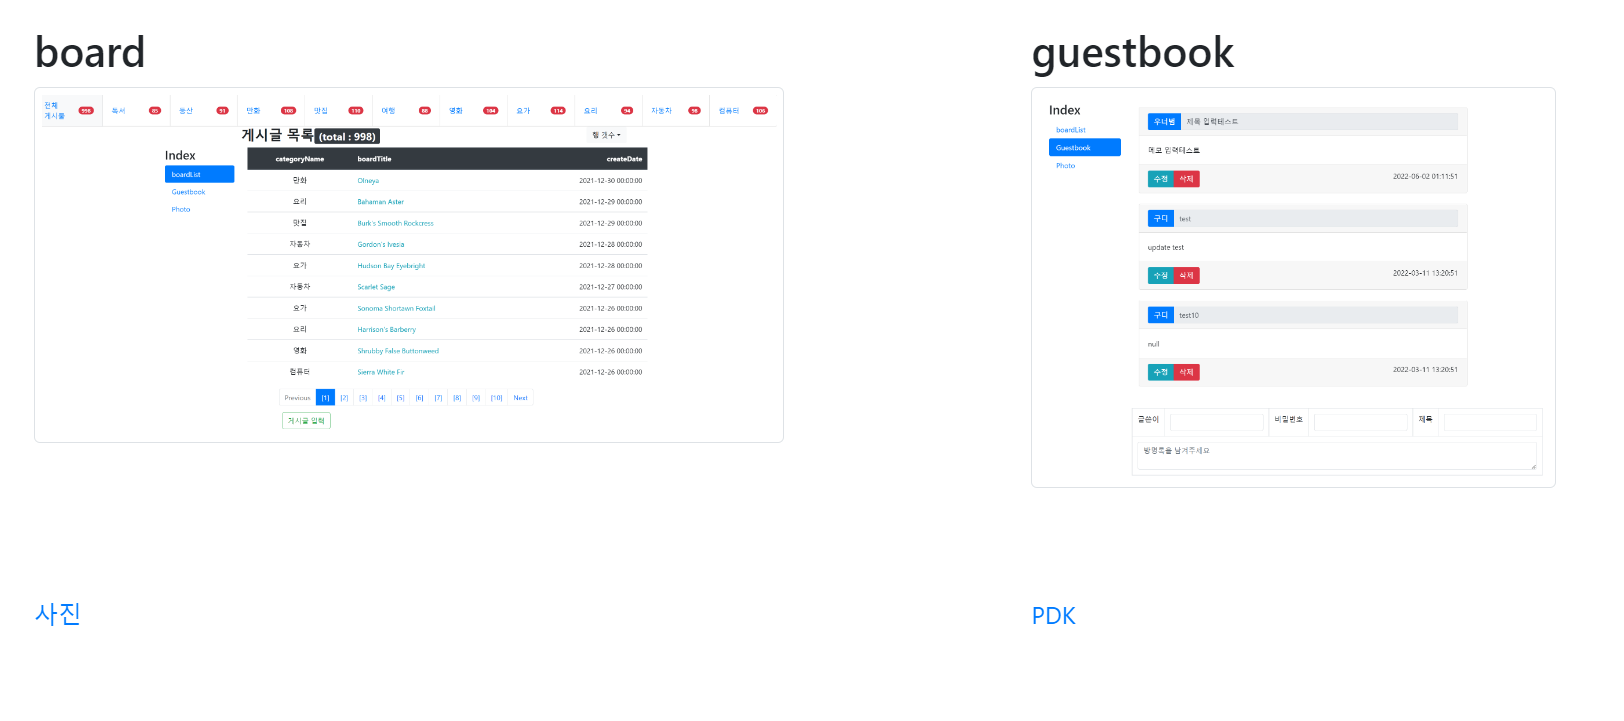 board
전체 게시물 998 독서 85 등산 91 만화 108 맛집 110 여행 88 영화 104 요가 114 요리 94 자동차 98 컴퓨터 106
게시글 목록 (total : 998)
행 갯수
Index
boardList
Guestbook
Photo
categoryName boardTitle createDate
만화 Olneya 2021-12-30 00:00:00
요리 Bahaman Aster 2021-12-29 00:00:00
맛집 Burk's Smooth Rockcress 2021-12-29 00:00:00
자동차 Gordon's Ivesia 2021-12-28 00:00:00
요가 Hudson Bay Eyebright 2021-12-28 00:00:00
자동차 Scarlet Sage 2021-12-27 00:00:00
요가 Sonoma Shortawn Foxtail 2021-12-26 00:00:00
요리 Harrison's Barberry 2021-12-26 00:00:00
영화 Shrubby False Buttonweed 2021-12-26 00:00:00
컴퓨터 Sierra White Fir 2021-12-26 00:00:00
Previous [1] [2] [3] [4] [5] [6] [7] [8] [9] [10] Next
게시글 입력
사진
guestbook
Index
boardList
Guestbook
Photo
우너범 제목 입력테스트
메모 입력테스트
수정 삭제 2022-06-02 01:11:51
구디 test
update test
수정 삭제 2022-03-11 13:20:51
구디 test10
null
수정 삭제 2022-03-11 13:20:51
글쓴이 비밀번호 제목
방명록을 남겨주세요
PDK